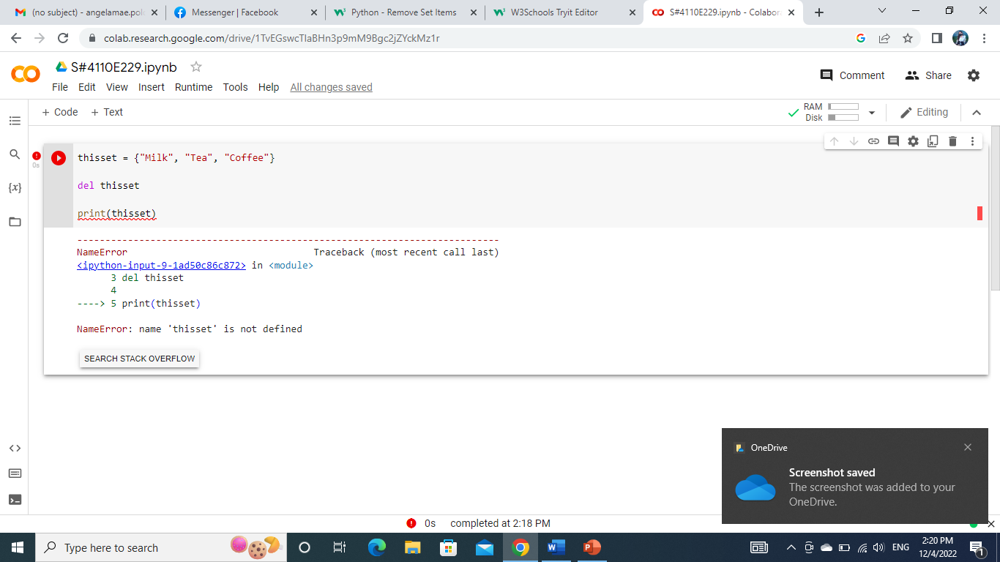 (no subject) - angelamae.pol
Messenger | Facebook
Python - Remove Set Items
W3Schools Tryit Editor
S#4110E229.ipynb - Colabor
colab.research.google.com/drive/1TvEGswcTlaBHn3p9mM9Bgc2jZYckMz1r
S#4110E229.ipynb
File Edit View Insert Runtime Tools Help All changes saved
Comment
Share
+ Code + Text
RAM
Disk
Editing
thisset = {"Milk", "Tea", "Coffee"}
0s
{x}
del thisset
print(thisset)
---------------------------------------------------------------------------
NameError Traceback (most recent call last)
<ipython-input-9-1ad50c86c872> in <module>
3 del thisset
4
----> 5 print(thisset)
NameError: name 'thisset' is not defined
SEARCH STACK OVERFLOW
OneDrive
Screenshot saved
The screenshot was added to your
OneDrive.
0s completed at 2:18 PM
Type here to search
ENG
2:20 PM
12/4/2022
1